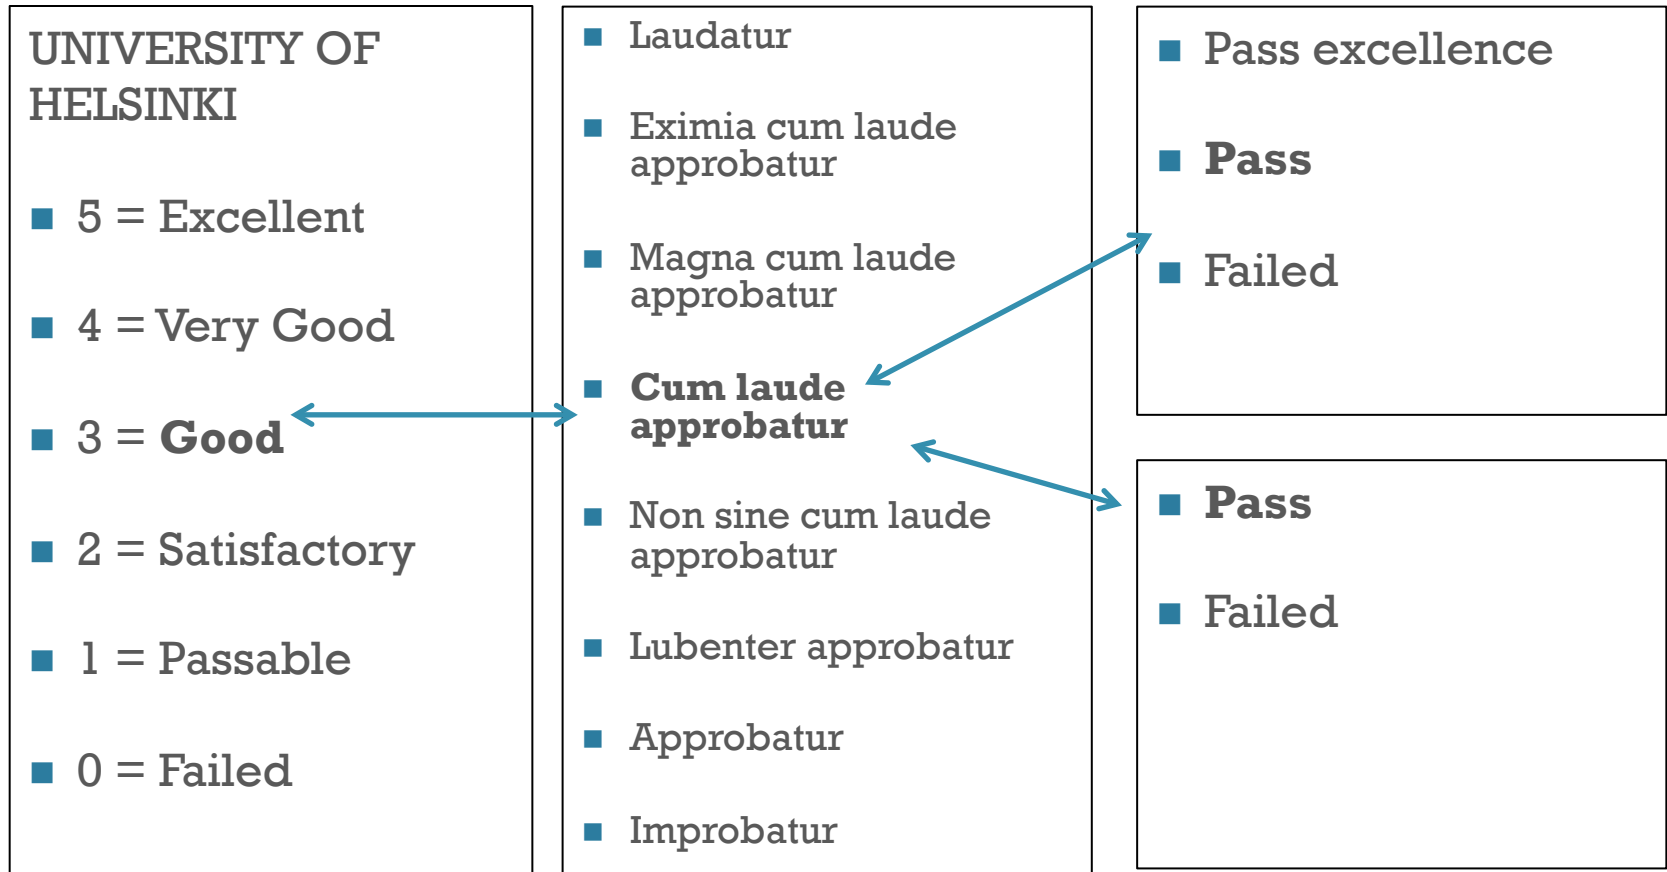 UNIVERSITY OF
HELSINKI
5 = Excellent
4 = Very Good
3 = Good
2 = Satisfactory
1 = Passable
0 = Failed
Laudatur
Eximia cum laude
approbatur
Magna cum laude
approbatur
Cum laude
approbatur
Non sine cum laude
approbatur
Lubenter approbatur
Approbatur
Improbatur
Pass excellence
Pass
Failed
Pass
Failed